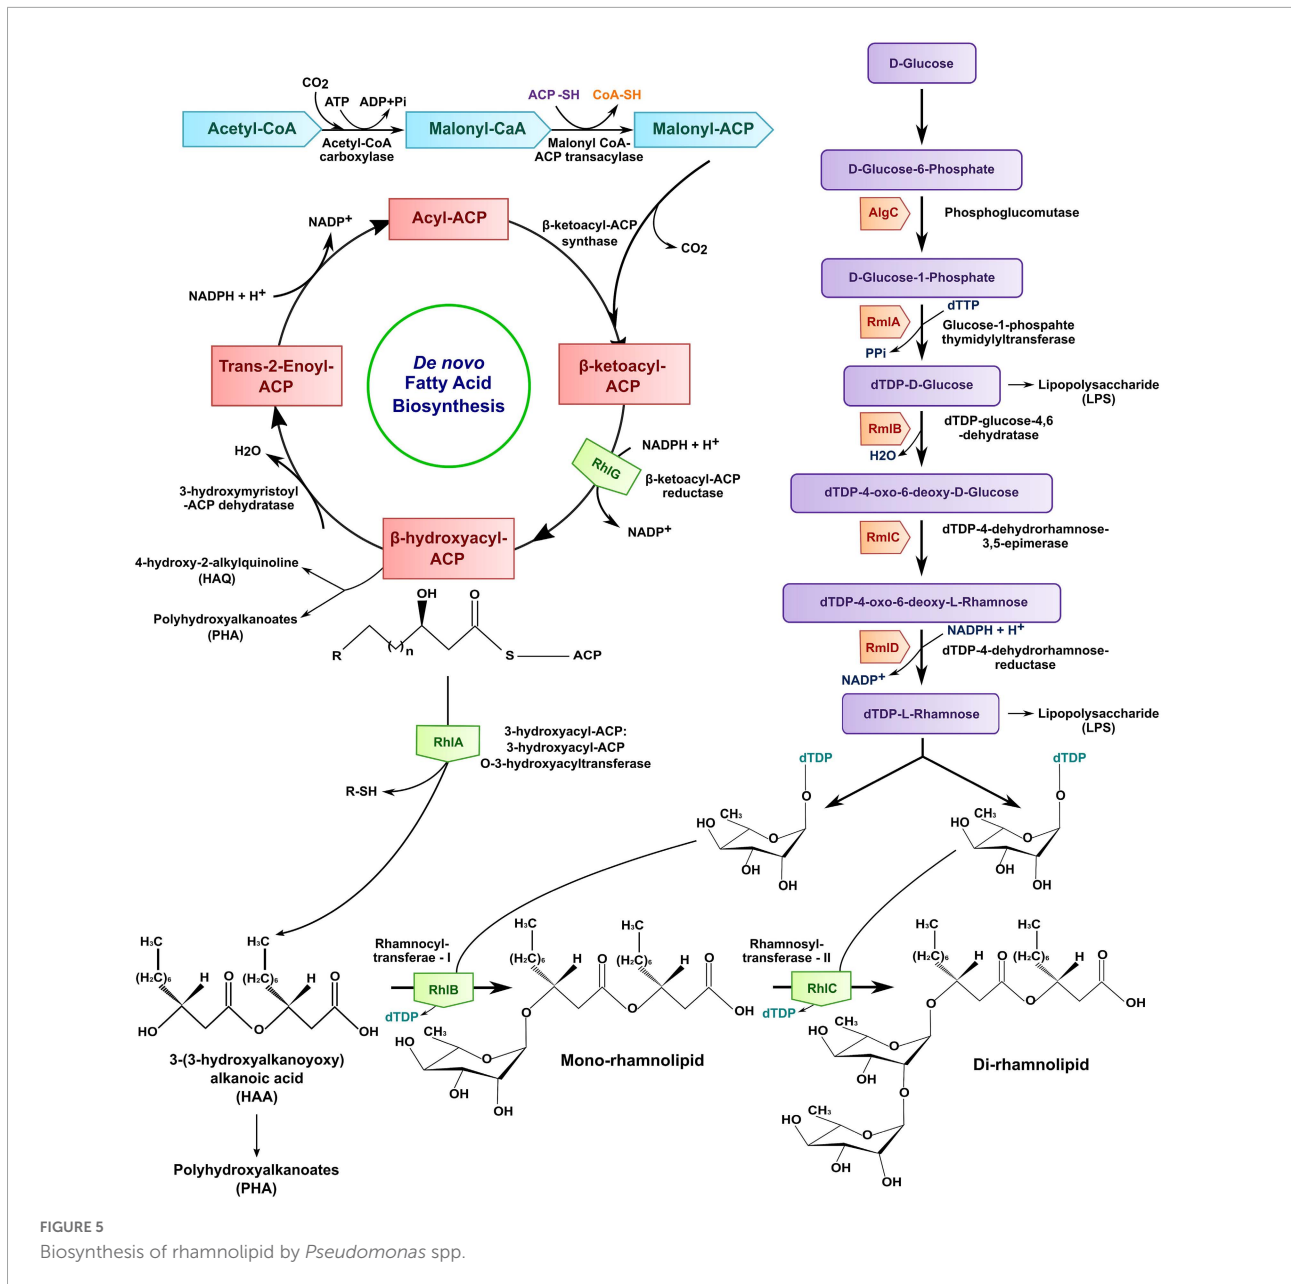 CO2
ATP
ADP+Pi
Acetyl-CoA
Acetyl-CoA
carboxylase
Malonyl-CaA
ACP -SH
CoA-SH
Malonyl CoA-
ACP transacylase
Malonyl-ACP
Acyl-ACP
β-ketoacyl-ACP
synthase
CO2
NADP+
NADPH + H+
De novo
Fatty Acid
Biosynthesis
Trans-2-Enoyl-
ACP
β-ketoacyl-
ACP
NADPH + H+
RhlG
β-ketoacyl-ACP
reductase
NADP+
H2O
3-hydroxymyristoyl
-ACP dehydratase
β-hydroxyacyl-
ACP
4-hydroxy-2-alkylquinoline
(HAQ)
Polyhydroxyalkanoates
(PHA)
OH
O
R
( )n
S
ACP
RhlA
3-hydroxyacyl-ACP:
3-hydroxyacyl-ACP
O-3-hydroxyacyltransferase
R-SH
D-Glucose
D-Glucose-6-Phosphate
AlgC
Phosphoglucomutase
D-Glucose-1-Phosphate
RmlA
dTTP
Glucose-1-phospahte
thymidylyltransferase
PPi
dTDP-D-Glucose
Lipopolysaccharide
(LPS)
RmlB
dTDP-glucose-4,6
-dehydratase
H2O
dTDP-4-oxo-6-deoxy-D-Glucose
RmlC
dTDP-4-dehydrorhamnose-
3,5-epimerase
dTDP-4-oxo-6-deoxy-L-Rhamnose
RmlD
NADPH + H+
dTDP-4-dehydrorhamnose-
reductase
NADP+
dTDP-L-Rhamnose
Lipopolysaccharide
(LPS)
dTDP
O
CH3
HO
O
OH
OH
dTDP
O
CH3
HO
O
OH
OH
H3C
H3C
(H2C)6
H
O
(H2C)6
H
O
HO
O
OH
3-(3-hydroxyalkanoyoxy)
alkanoic acid
(HAA)
Polyhydroxyalkanoates
(PHA)
Rhamnocyl-
transferae - I
RhlB
dTDP
H3C
H3C
(H2C)6
H
O
(H2C)6
H
O
O
O
OH
CH3
HO
O
OH
OH
Mono-rhamnolipid
Rhamnosyl-
transferase - II
RhlC
dTDP
H3C
H3C
(H2C)6
H
O
(H2C)6
H
O
O
O
OH
CH3
HO
O
OH
O
CH3
HO
O
OH
OH
Di-rhamnolipid
FIGURE 5
Biosynthesis of rhamnolipid by Pseudomonas spp.